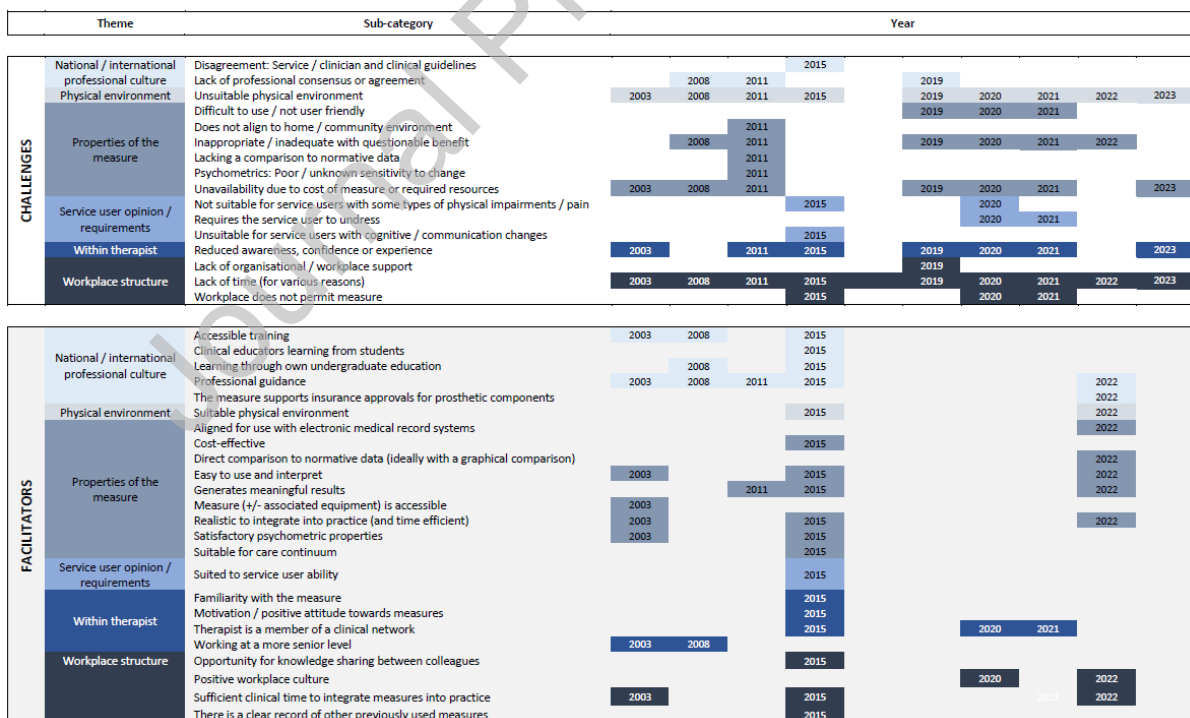 Theme Sub-category Year
CHALLENGES
National / international professional culture
Disagreement: Service / clinician and clinical guidelines 2015
Lack of professional consensus or agreement 2008 2011 2019
Physical environment Unsuitable physical environment 2003 2008 2011 2015 2019 2020 2021 2022 2023
Properties of the measure
Difficult to use / not user friendly 2019 2020 2021
Does not align to home / community environment 2011
Inappropriate / inadequate with questionable benefit 2008 2011 2019 2020 2021 2022
Lacking a comparison to normative data 2011
Psychometrics: Poor / unknown sensitivity to change 2011
Unavailability due to cost of measure or required resources 2003 2008 2011 2019 2020 2021 2023
Service user opinion / requirements
Not suitable for service users with some types of physical impairments / pain 2015 2020
Requires the service user to undress 2020 2021
Unsuitable for service users with cognitive / communication changes 2015
Within therapist Reduced awareness, confidence or experience 2003 2011 2015 2019 2020 2021 2023
Workplace structure
Lack of organisational / workplace support 2019
Lack of time (for various reasons) 2003 2008 2011 2015 2019 2020 2021 2022 2023
Workplace does not permit measure 2015 2020 2021
FACILITATORS
National / international professional culture
Accessible training 2003 2008 2015
Clinical educators learning from students 2015
Learning through own undergraduate education 2008 2015
Professional guidance 2003 2008 2011 2015 2022
The measure supports insurance approvals for prosthetic components 2022
Physical environment Suitable physical environment 2015 2022
Properties of the measure
Aligned for use with electronic medical record systems 2022
Cost-effective 2015
Direct comparison to normative data (ideally with a graphical comparison) 2022
Easy to use and interpret 2003 2015 2022
Generates meaningful results 2011 2015 2022
Measure (+/- associated equipment) is accessible 2003
Realistic to integrate into practice (and time efficient) 2003 2015 2022
Satisfactory psychometric properties 2003 2015
Suitable for care continuum 2015
Service user opinion / requirements
Suited to service user ability 2015
Within therapist
Familiarity with the measure 2015
Motivation / positive attitude towards measures 2015
Therapist is a member of a clinical network 2015 2020 2021
Working at a more senior level 2003 2008
Workplace structure Opportunity for knowledge sharing between colleagues 2015
Positive workplace culture 2020 2022
Sufficient clinical time to integrate measures into practice 2003 2015 2021 2022
There is a clear record of other previously used measures 2015
Journal P